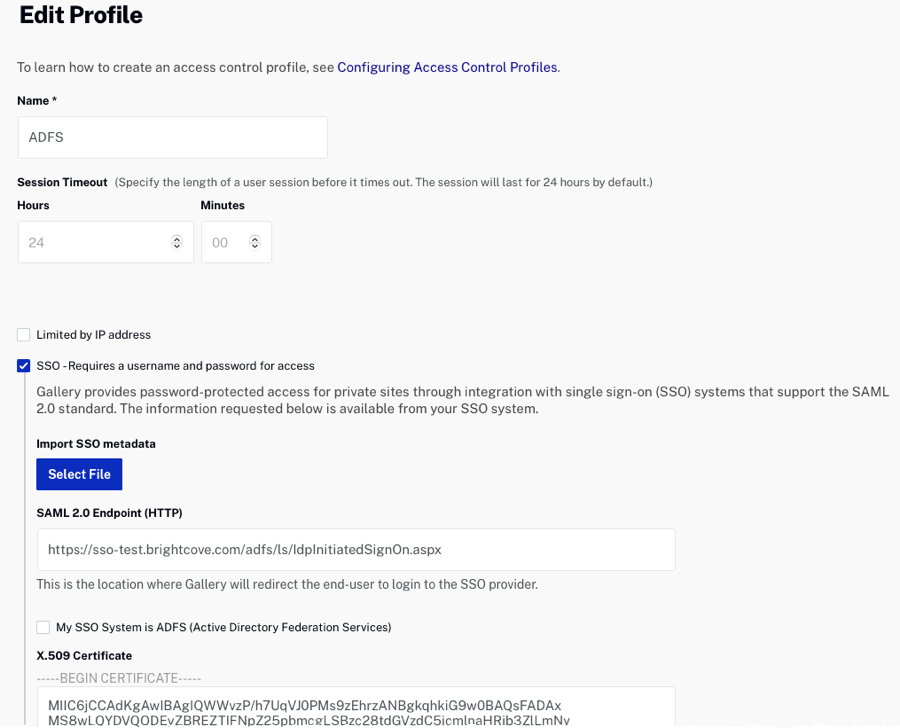 Edit Profile
To learn how to create an access control profile, see Configuring Access Control Profiles.
Name *
ADFS
Session Timeout (Specify the length of a user session before it times out. The session will last for 24 hours by default.)
Hours Minutes
24 00
Limited by IP address
SSO - Requires a username and password for access
Gallery provides password-protected access for private sites through integration with single sign-on (SSO) systems that support the SAML
2.0 standard. The information requested below is available from your SSO system.
Import SSO metadata
Select File
SAML 2.0 Endpoint (HTTP)
https://sso-test.brightcove.com/adfs/ls/IdpInitiatedSignOn.aspx
This is the location where Gallery will redirect the end-user to login to the SSO provider.
My SSO System is ADFS (Active Directory Federation Services)
X.509 Certificate
-----BEGIN CERTIFICATE-----
MIIC6jCCAdKgAwIBAgIQWWvzP/h7UqVJ0PMs9zEhrzANBgkqhkiG9w0BAQsFADAx